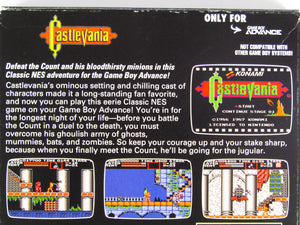 Castlevania
ONLY FOR
GAME BOY ADVANCE
NOT COMPATIBLE WITH
OTHER GAME BOY SYSTEMS!
Defeat the Count and his bloodthirsty minions in this
Classic NES adventure for the Game Boy Advance!
Castlevania's ominous setting and chilling cast of
characters made it a long-standing fan favorite,
and now you can play this eerie Classic NES
game on your Game Boy Advance! You're in for
the longest night of your life—before you battle
the Count in a duel to the death, you must
overcome his ghoulish army of ghosts,
mummies, bats, and zombies. So keep your courage up and your stake sharp,
because when you finally meet the Count, he'll be going for the jugular.
KONAMI
Castlevania
START
CONTINUE STAGE 03
©1986 1987 KONAMI
LICENSED BY NINTENDO